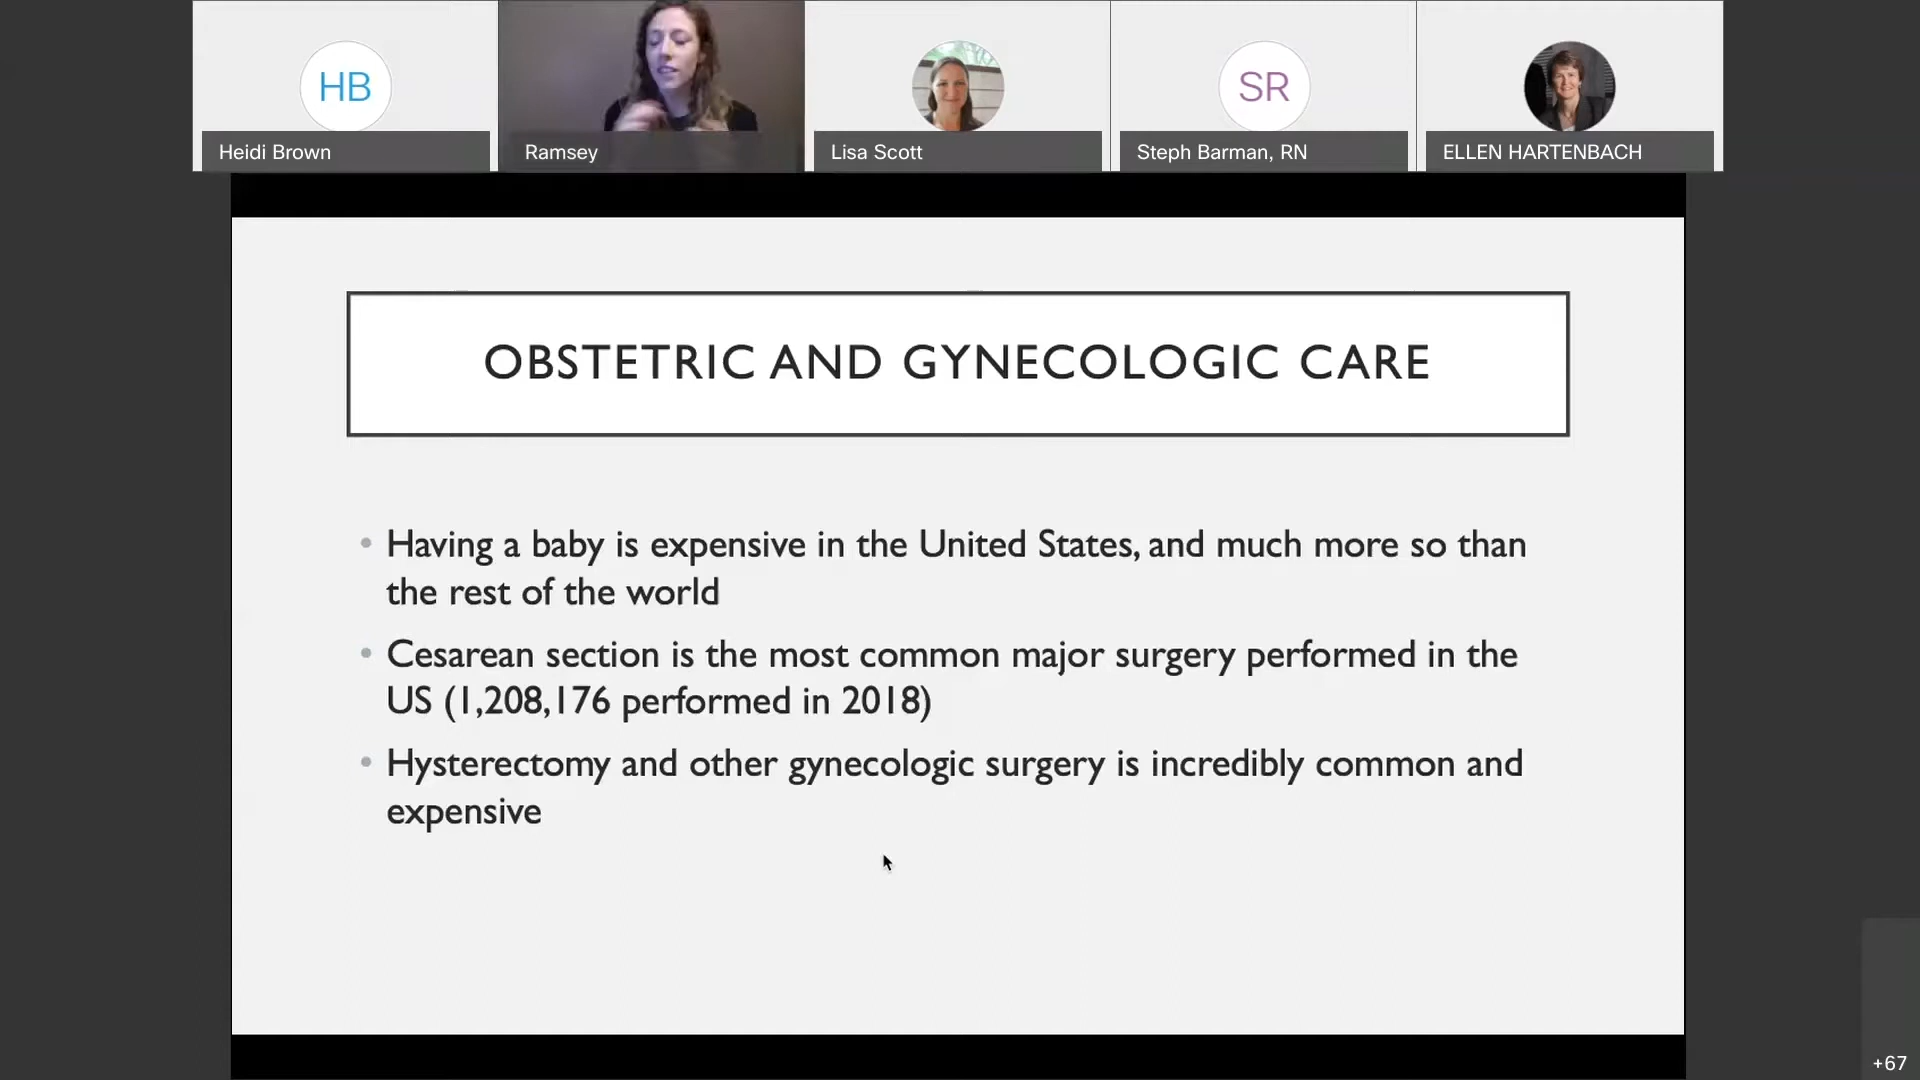 HB
SR
Heidi Brown
Ramsey
Lisa Scott
Steph Barman, RN
ELLEN HARTENBACH
OBSTETRIC AND GYNECOLOGIC CARE
• Having a baby is expensive in the United States, and much more so than
the rest of the world
• Cesarean section is the most common major surgery performed in the
US (1,208,176 performed in 2018)
• Hysterectomy and other gynecologic surgery is incredibly common and
expensive
+67